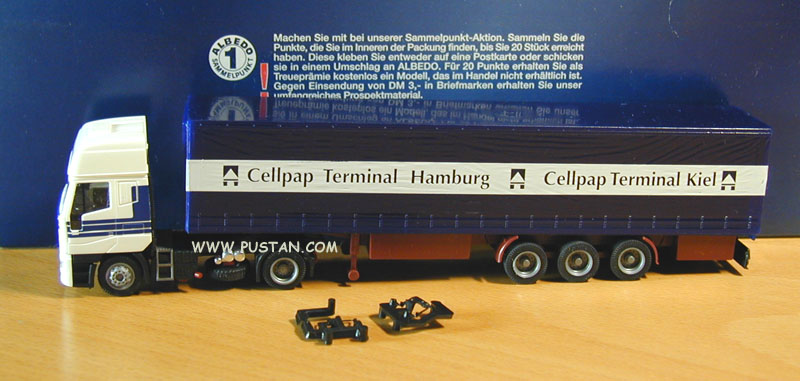 ALBEDO
1
SAMMELPUNKT
Machen Sie mit bei unserer Sammelpunkt-Aktion. Sammeln Sie die
Punkte, die Sie im Inneren der Packung finden, bis Sie 20 Stück erreicht
haben. Diese kleben Sie entweder auf eine Postkarte oder schicken
sie in einem Umschlag an ALBEDO. Für 20 Punkte erhalten Sie als
Treueprämie kostenlos ein Modell, das im Handel nicht erhältlich ist.
Gegen Einsendung von DM 3,- in Briefmarken erhalten Sie unser
umfangreiches Prospektmaterial.
!
Cellpap Terminal Hamburg Cellpap Terminal Kiel
WWW.PUSTAN.COM